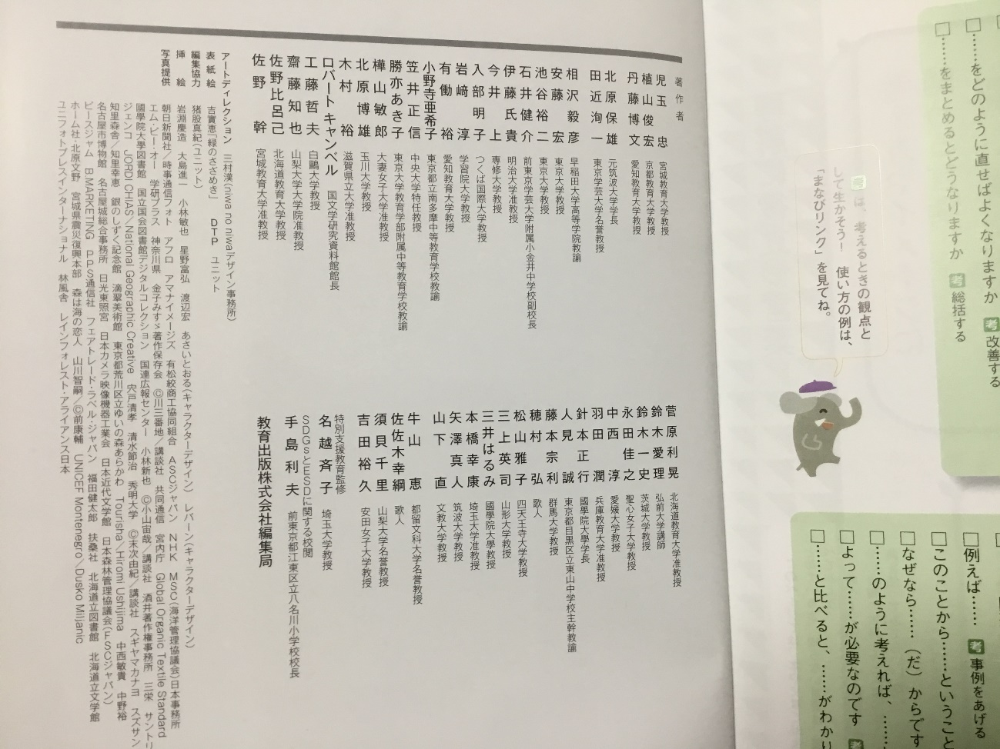 □……をどのように直せばよくなりますか 考 改善する
□……をまとめるとどうなりますか 考 総括する
考は、考えるときの観点と
して生かそう! 使い方の例は、
「まなびリンク」を見てね。
□例えば…… 考 事例をあげる
□このことから……ということ
□なぜなら……(だ)からです
□……のように考えれば、……
□よって……が必要なのです 考
□……と比べると、……がわかり
著作者
児玉 忠 宮城教育大学教授
植山俊宏 京都教育大学教授
丹藤博文 愛知教育大学教授
北原保雄 元筑波大学学長
田近洵一 東京学芸大学名誉教授
相沢毅彦 早稲田大学高等学院教諭
安藤 宏 東京大学教授
池谷裕二 東京大学教授
石井健介 前東京学芸大学附属小金井中学校副校長
伊藤氏貴 明治大学准教授
今井 上 専修大学教授
入部明子 つくば国際大学教授
岩﨑 淳 学習院大学教授
有働 裕 愛知教育大学教授
小野寺亜希子 東京都立南多摩中等教育学校教諭
笠井正信 中央大学特任教授
勝亦あき子 東京大学教育学部附属中等教育学校教諭
樺山敏郎 大妻女子大学准教授
北原博雄 玉川大学教授
木村 裕 滋賀県立大学准教授
ロバート キャンベル 国文学研究資料館館長
工藤哲夫 白鷗大学教授
齋藤知也 山梨大学大学院准教授
佐野比呂己 北海道教育大学教授
佐野 幹 宮城教育大学准教授
菅原利晃 北海道教育大学准教授
鈴木愛理 弘前大学講師
鈴木一史 茨城大学教授
永田佳之 聖心女子大学教授
中西 淳 愛媛大学教授
羽田 潤 兵庫教育大学准教授
針本正行 國學院大學学長
人見 誠 東京都目黒区立東山中学校主幹教諭
藤本宗利 群馬大学教授
穂村 弘 歌人
松山雅子 四天王寺大学教授
三上英司 山形大学教授
三井はるみ 國學院大學教授
本橋幸康 埼玉大学准教授
矢澤真人 筑波大学教授
山下 直 文教大学教授
牛山 恵 都留文科大学名誉教授
佐佐木幸綱 歌人
須貝千里 山梨大学名誉教授
吉田裕久 安田女子大学教授
特別支援教育監修
名越斉子 埼玉大学教授
SDGsとESDに関する校閲
手島利夫 前東京都江東区立八名川小学校校長
教育出版株式会社編集局
アートディレクション 三村漢(niwa no niwaデザイン事務所)
表紙絵 吉實恵「緑のささめき」 DTP ユニット
編集協力 猪股真紀(ユニット)
挿絵 岩淵慶造 大島進一 小林敏也 星野富弘 渡辺宏 あさいとおる(キャラクターデザイン) レバーン(キャラクターデザイン)
写真提供 朝日新聞社/時事通信フォト アフロ アマナイメージズ 有松絞商工協同組合 ASCジャパン NHK MSC(海洋管理協議会)日本事務所
エム・ピー・オー 学研プラス 神奈川県 金子みすゞ著作保存会 ©川三番地/講談社 共同通信 宮内庁 Global Organic Textile Standard
國學院大學図書館 国立国会図書館デジタルコレクション 国連広報センター 小林新也 ©小山宙哉/講談社 酒井著作権事務所 三栄 サントリ
ジェンコ JORDI CHIAS/National Geographic Creative 宍戸清孝 清水節治 秀明大学 ©末次由紀/講談社 スギヤマカナヨ スズサン
知里森舎/知里幸恵 銀のしずく記念館 滴翠美術館 東京都荒川区立ゆいの森あらかわ Tourisha/Hiromi Ushijima 中西敏貴 中野裕
名古屋市博物館 名古屋城総合事務所 日光東照宮 日本カメラ映像機器工業会 日本近代文学館 日本森林管理協議会(FSCジャパン)
ピースジャム B.MARKETING PPS通信社 フェアトレード・ラベル・ジャパン 福田健太郎 扶桑社 北海道立図書館 北海道立文学館
ホーム社・北原文野 宮城県震災復興本部 森は海の恋人 山川智嗣/©前康輔 UNICEF Montenegro/Dusko Miljanic
ユニフォトプレスインターナショナル 林風舎 レインフォレスト・アライアンス日本